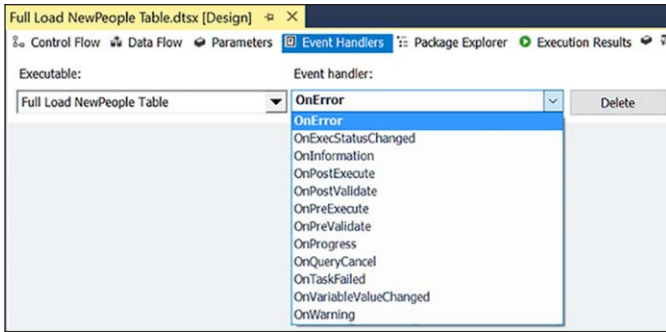 Full Load NewPeople Table.dtsx [Design]
Control Flow Data Flow Parameters Event Handlers Package Explorer Execution Results
Executable: Event handler:
Full Load NewPeople Table OnError Delete
OnError
OnExecStatusChanged
OnInformation
OnPostExecute
OnPostValidate
OnPreExecute
OnPreValidate
OnProgress
OnQueryCancel
OnTaskFailed
OnVariableValueChanged
OnWarning